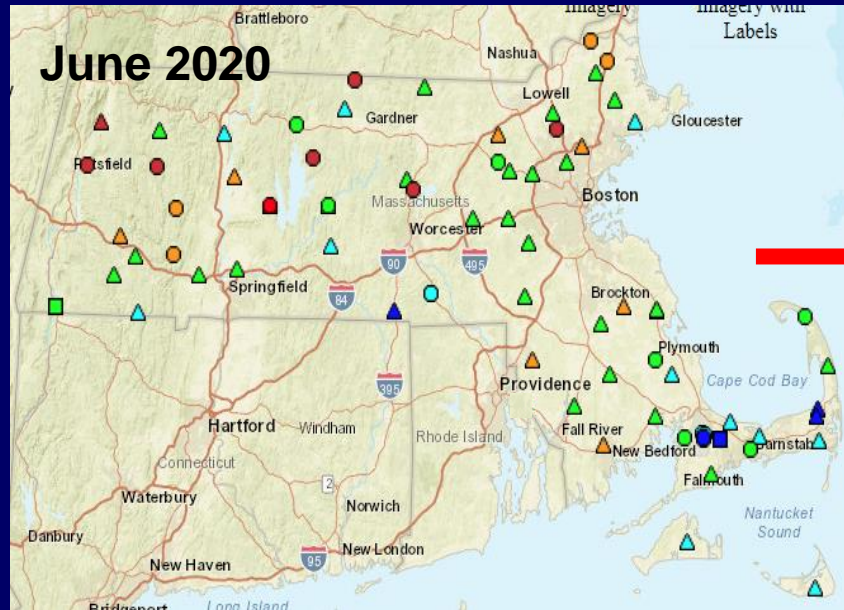 Imagery
Imagery with
Labels
June 2020
Brattleboro
Nashua
Lowell
Gardner
Gloucester
Pittsfield
Massachusetts
Boston
Worcester
90
495
Springfield
84
Brockton
Plymouth
395
Providence
Cape Cod Bay
Hartford
Windham
Rhode Island
Fall River
New Bedford
Barnstab
Connecticut
Falmouth
2
Waterbury
Norwich
Nantucket
Sound
Danbury
New London
95
New Haven
Bridgeport
Long Island